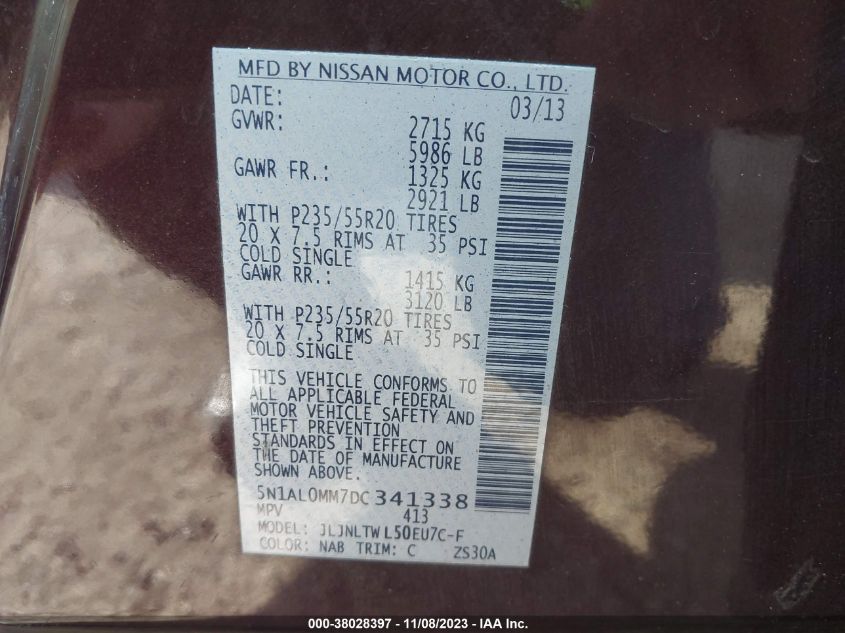 MFD BY NISSAN MOTOR CO., LTD.
DATE: 03/13
GVWR: 2715 KG
5986 LB
GAWR FR.: 1325 KG
2921 LB
WITH P235/55R20 TIRES
20 X 7.5 RIMS AT 35 PSI
COLD SINGLE
GAWR RR.: 1415 KG
3120 LB
WITH P235/55R20 TIRES
20 X 7.5 RIMS AT 35 PSI
COLD SINGLE
THIS VEHICLE CONFORMS TO
ALL APPLICABLE FEDERAL
MOTOR VEHICLE SAFETY AND
THEFT PREVENTION
STANDARDS IN EFFECT ON
THE DATE OF MANUFACTURE
SHOWN ABOVE.
5N1AL0MM7DC341338
MPV 413
MODEL: JLJNLTWL50EU7C-F
COLOR: NAB TRIM: C ZS30A
000-38028397 - 11/08/2023 - IAA Inc.